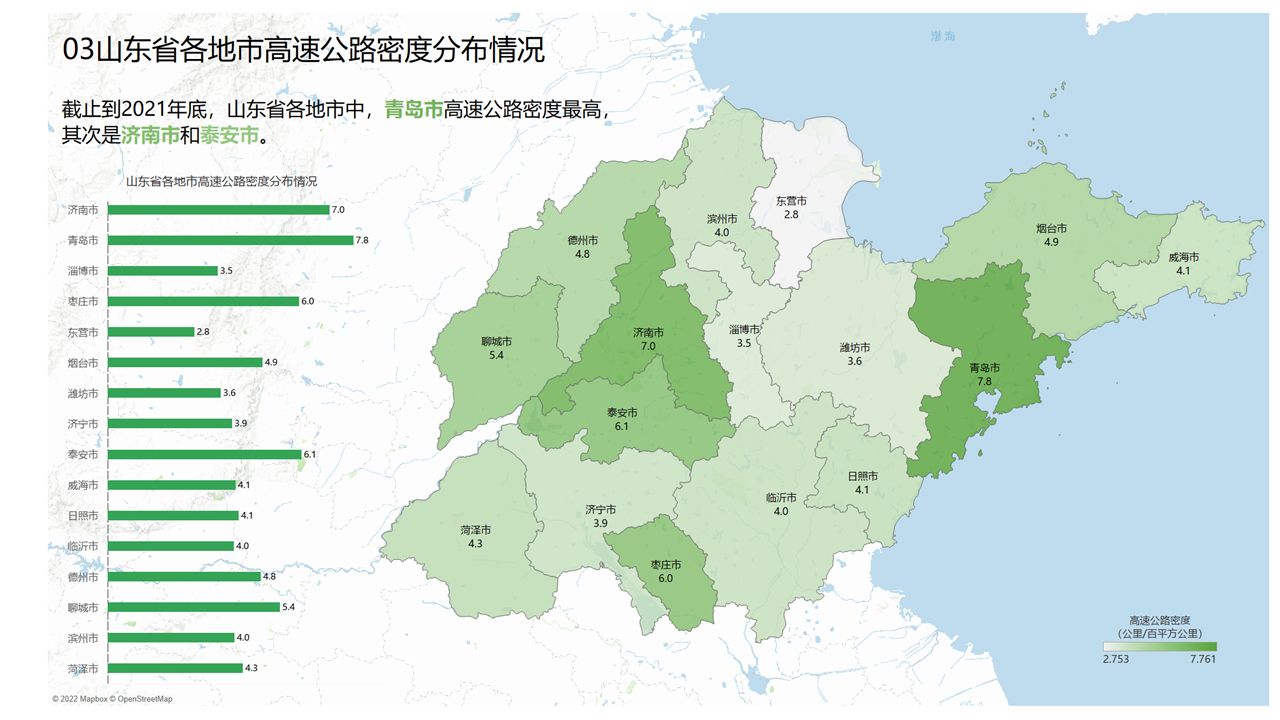 03山东省各地市高速公路密度分布情况
截止到2021年底，山东省各地市中，青岛市高速公路密度最高，
其次是济南市和泰安市。
山东省各地市高速公路密度分布情况
济南市 7.0
青岛市 7.8
淄博市 3.5
枣庄市 6.0
东营市 2.8
烟台市 4.9
潍坊市 3.6
济宁市 3.9
泰安市 6.1
威海市 4.1
日照市 4.1
临沂市 4.0
德州市 4.8
聊城市 5.4
滨州市 4.0
菏泽市 4.3
渤海
东营市
2.8
滨州市
4.0
德州市
4.8
烟台市
4.9
威海市
4.1
济南市
7.0
淄博市
3.5
聊城市
5.4
潍坊市
3.6
青岛市
7.8
泰安市
6.1
日照市
4.1
临沂市
4.0
济宁市
3.9
菏泽市
4.3
枣庄市
6.0
高速公路密度
（公里/百平方公里）
2.753 7.761
© 2022 Mapbox © OpenStreetMap